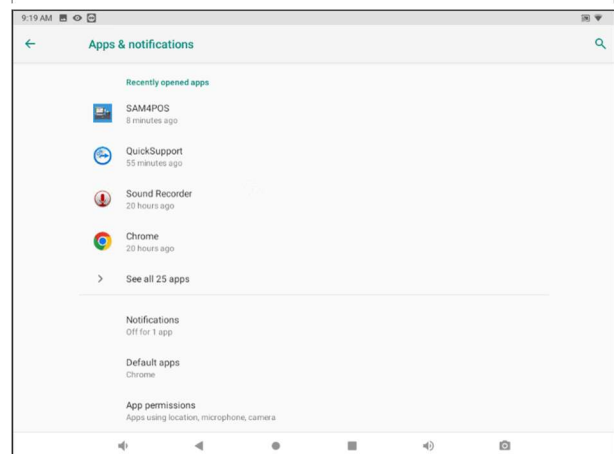 9:19 AM
Apps & notifications
Recently opened apps
SAM4POS
8 minutes ago
QuickSupport
55 minutes ago
Sound Recorder
20 hours ago
Chrome
20 hours ago
See all 25 apps
Notifications
Off for 1 app
Default apps
Chrome
App permissions
Apps using location, microphone, camera